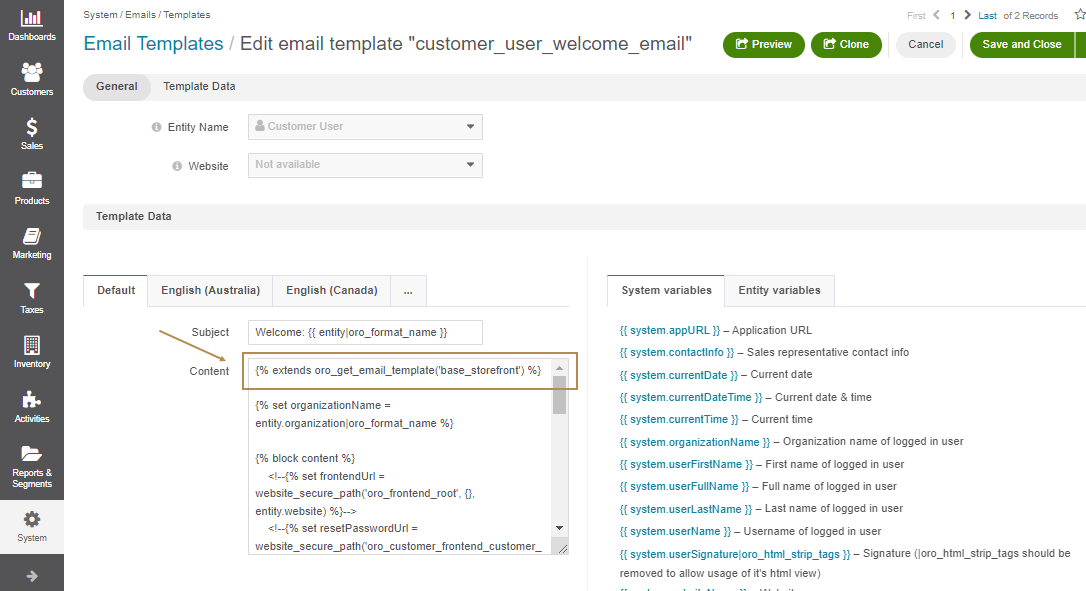 Dashboards
Customers
Sales
Products
Marketing
Taxes
Inventory
Activities
Reports &
Segments
System
System / Emails / Templates
First 1 Last of 2 Records
Email Templates / Edit email template "customer_user_welcome_email"
Preview
Clone
Cancel
Save and Close
General
Template Data
Entity Name
Customer User
Website
Not available
Template Data
Default
English (Australia)
English (Canada)
...
Subject
Welcome: {{ entity|oro_format_name }}
Content
{% extends oro_get_email_template('base_storefront') %}
{% set organizationName =
entity.organization|oro_format_name %}
{% block content %}
<!--{% set frontendUrl =
website_secure_path('oro_frontend_root', {},
entity.website) %}-->
<!--{% set resetPasswordUrl =
website_secure_path('oro_customer_frontend_customer_
System variables
Entity variables
{{ system.appURL }} – Application URL
{{ system.contactInfo }} – Sales representative contact info
{{ system.currentDate }} – Current date
{{ system.currentDateTime }} – Current date & time
{{ system.currentTime }} – Current time
{{ system.organizationName }} – Organization name of logged in user
{{ system.userFirstName }} – First name of logged in user
{{ system.userFullName }} – Full name of logged in user
{{ system.userLastName }} – Last name of logged in user
{{ system.userName }} – Username of logged in user
{{ system.userSignature|oro_html_strip_tags }} – Signature (|oro_html_strip_tags should be
removed to allow usage of it's html view)